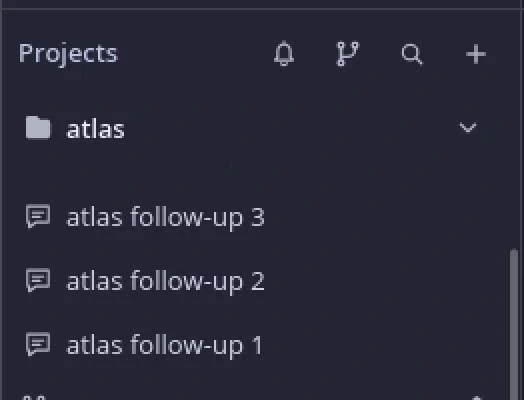 Projects
atlas
atlas follow-up 3
atlas follow-up 2
atlas follow-up 1